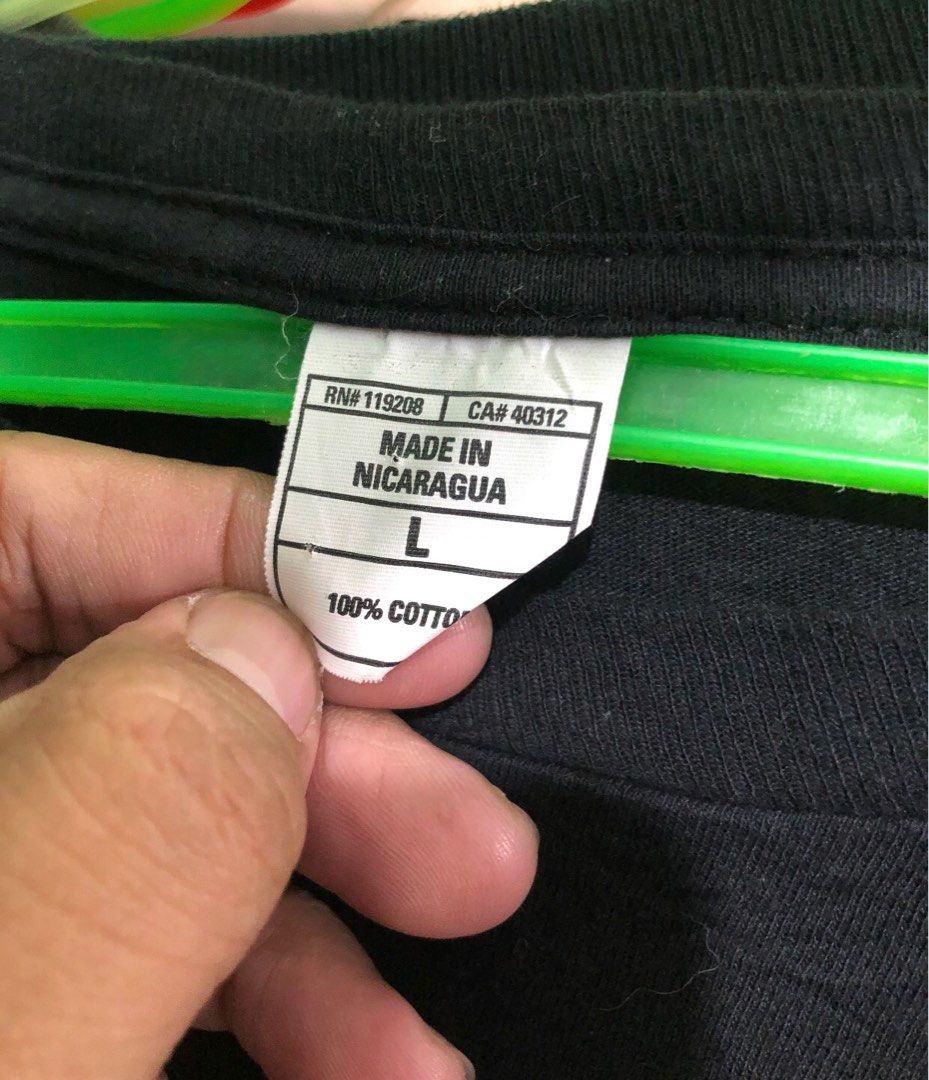 RN# 119208 CA# 40312
MADE IN
NICARAGUA
L
100% COTTO